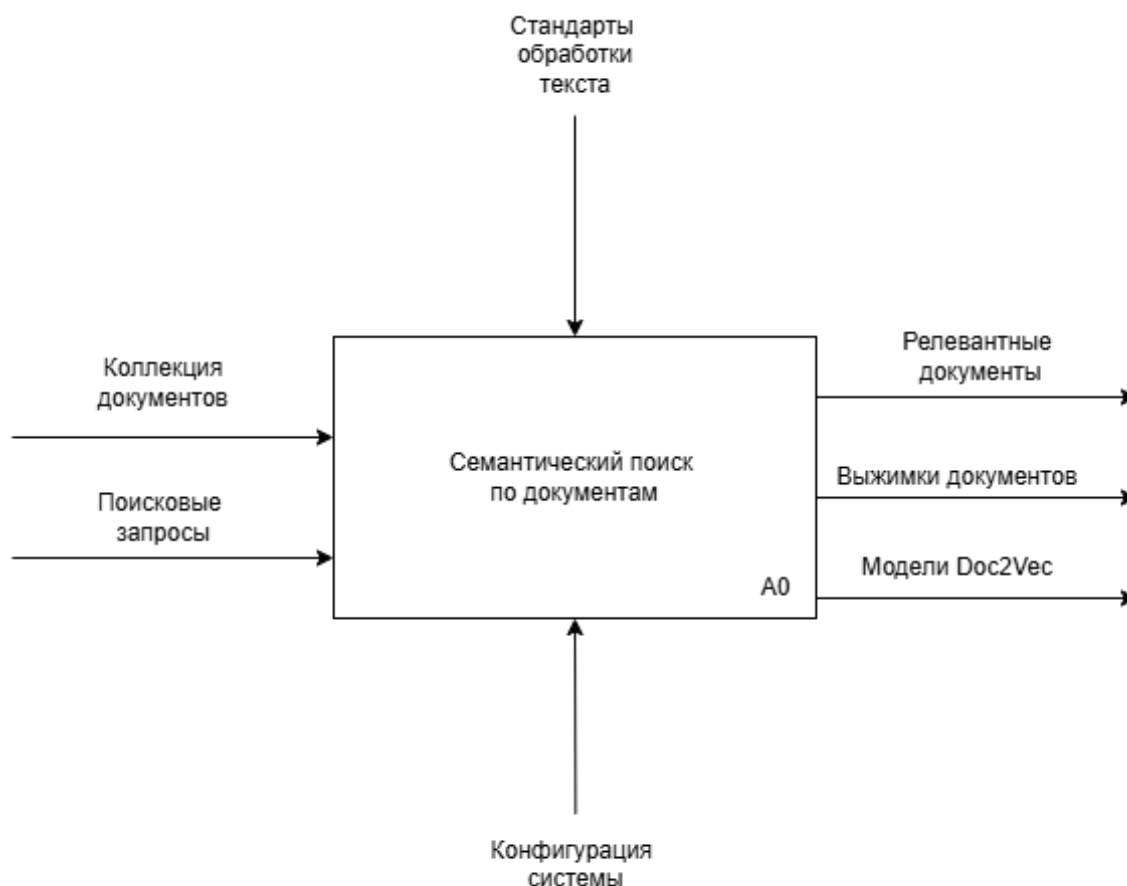 Стандарты
обработки
текста
Коллекция
документов
Поисковые
запросы
Семантический поиск
по документам
A0
Релевантные
документы
Выжимки документов
Модели Doc2Vec
Конфигурация
системы